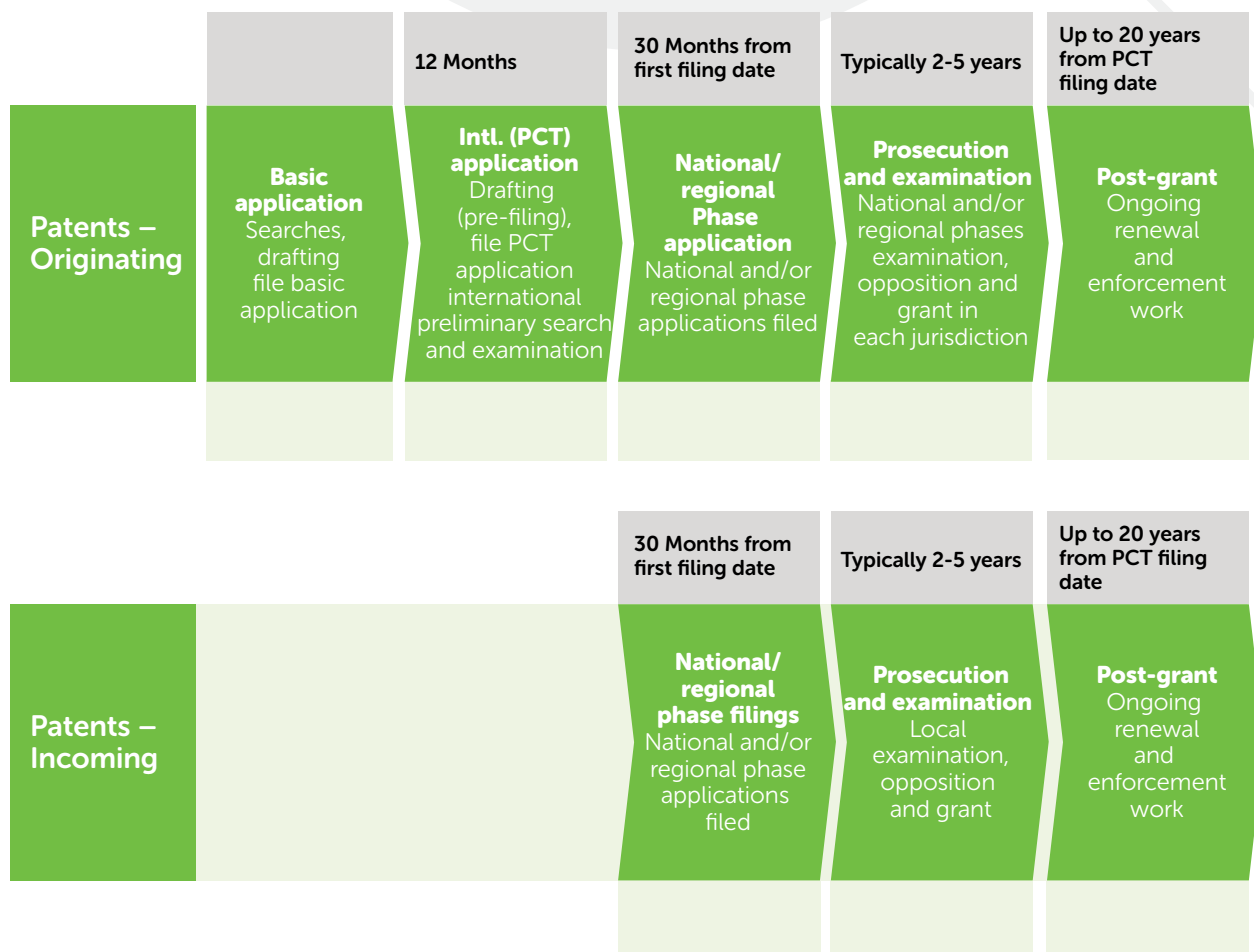 12 Months
30 Months from
first filing date
Typically 2-5 years
Up to 20 years
from PCT
filing date
Patents –
Originating
Basic
application
Searches,
drafting
file basic
application
Intl. (PCT)
application
Drafting
(pre-filing),
file PCT
application
international
preliminary search
and examination
National/
regional
Phase
application
National and/or
regional phase
applications filed
Prosecution
and examination
National and/or
regional phases
examination,
opposition and
grant in
each jurisdiction
Post-grant
Ongoing
renewal
and
enforcement
work
30 Months from
first filing date
Typically 2-5 years
Up to 20 years
from PCT filing
date
Patents –
Incoming
National/
regional
phase filings
National and/or
regional phase
applications
filed
Prosecution
and examination
Local
examination,
opposition
and grant
Post-grant
Ongoing
renewal
and
enforcement
work